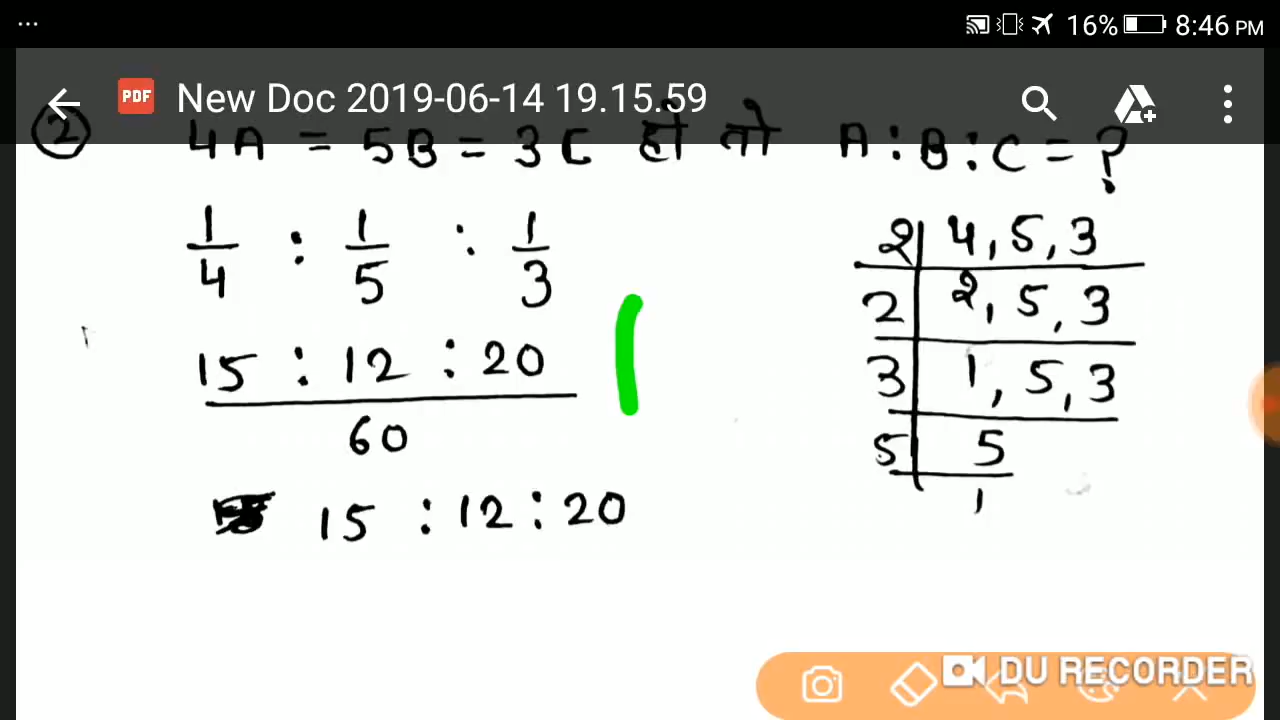 ... 16% 8:46 PM
PDF New Doc 2019-06-14 19.15.59
② 4A = 5B = 3C हो तो A:B:C = ?
1/4 : 1/5 : 1/3
15 : 12 : 20
60
15 : 12 : 20
2 | 4, 5, 3
2 | 2, 5, 3
3 | 1, 5, 3
5 | 5
1
DU RECORDER